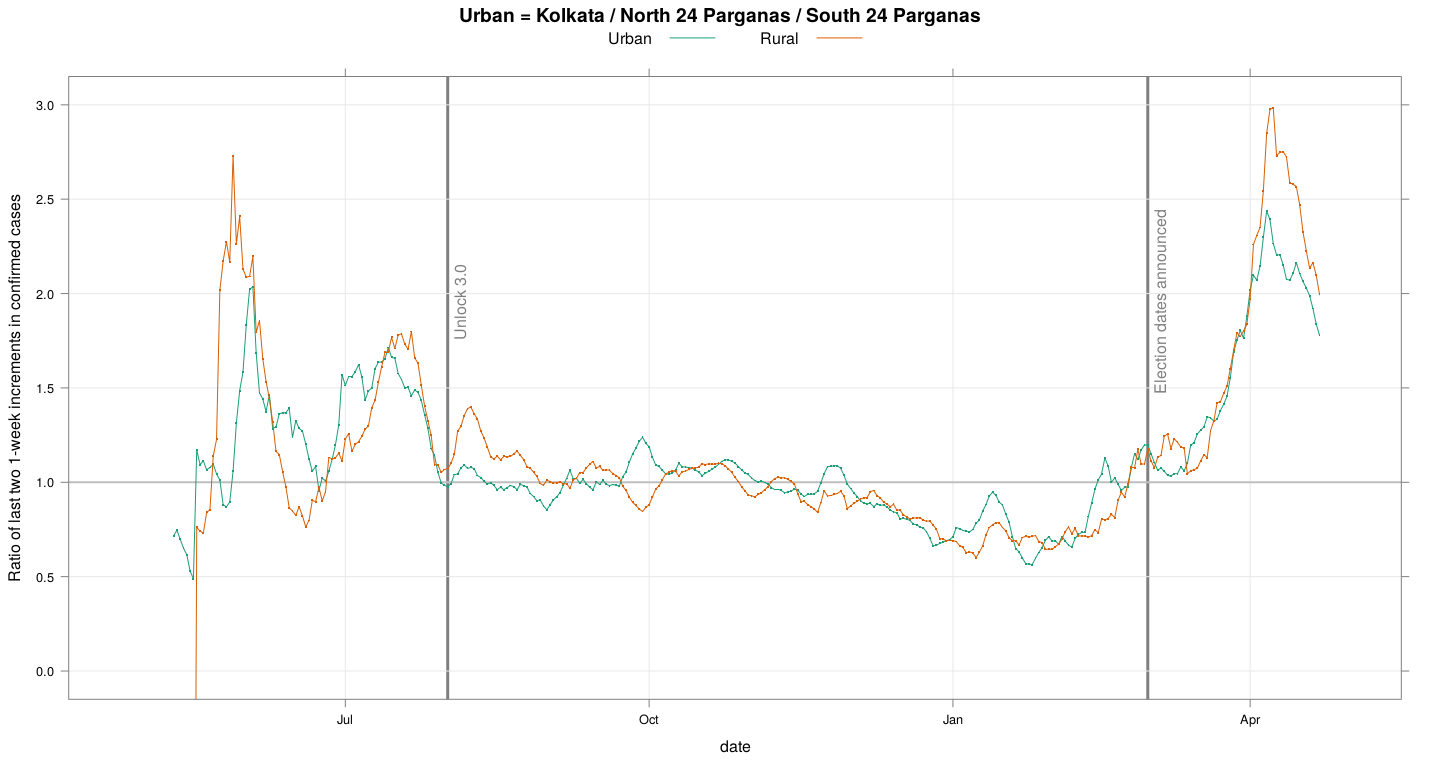 Urban = Kolkata / North 24 Parganas / South 24 Parganas
Urban
Rural
Ratio of last two 1-week increments in confirmed cases
3.0
2.5
2.0
1.5
1.0
0.5
0.0
Unlock 3.0
Election dates announced
Jul
Oct
Jan
Apr
date